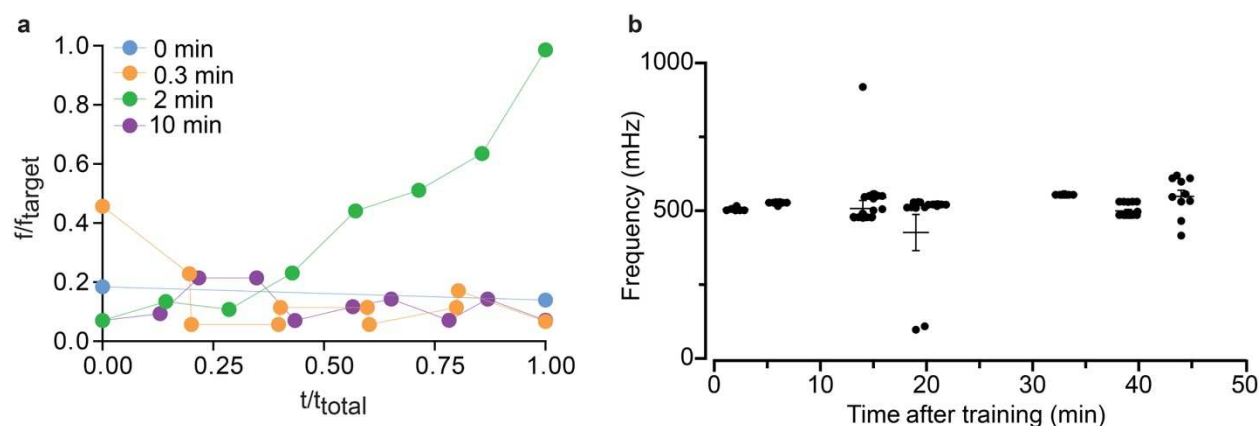 a
1.0
0.8
0.6
0.4
0.2
0.0
f/ftarget
0 min
0.3 min
2 min
10 min
0.00
0.25
0.50
0.75
1.00
t/ttotal
b
1000
500
0
Frequency (mHz)
0
10
20
30
40
50
Time after training (min)